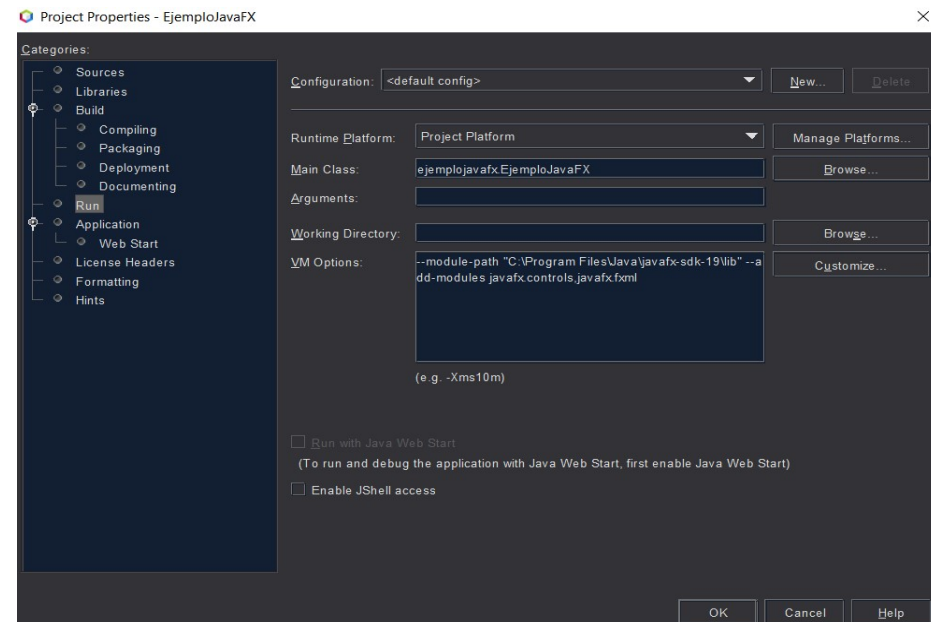 Project Properties - EjemploJavaFX
Categories:
Sources
Libraries
Build
Compiling
Packaging
Deployment
Documenting
Run
Application
Web Start
License Headers
Formatting
Hints
Configuration: <default config> New... Delete
Runtime Platform: Project Platform Manage Platforms...
Main Class: ejemplojavafx.EjemploJavaFX Browse...
Arguments:
Working Directory: Browse...
VM Options: --module-path "C:\Program Files\Java\javafx-sdk-19\lib" --a Customize...
dd-modules javafx.controls,javafx.fxml
(e.g. -Xms10m)
Run with Java Web Start
(To run and debug the application with Java Web Start, first enable Java Web Start)
Enable JShell access
OK Cancel Help